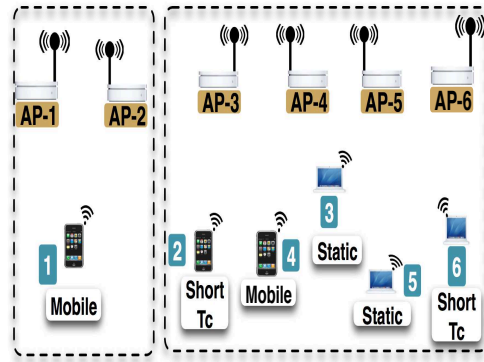 AP-1
AP-2
AP-3
AP-4
AP-5
AP-6
1
Mobile
2
Short
Tc
4
Mobile
3
Static
5
Static
6
Short
Tc